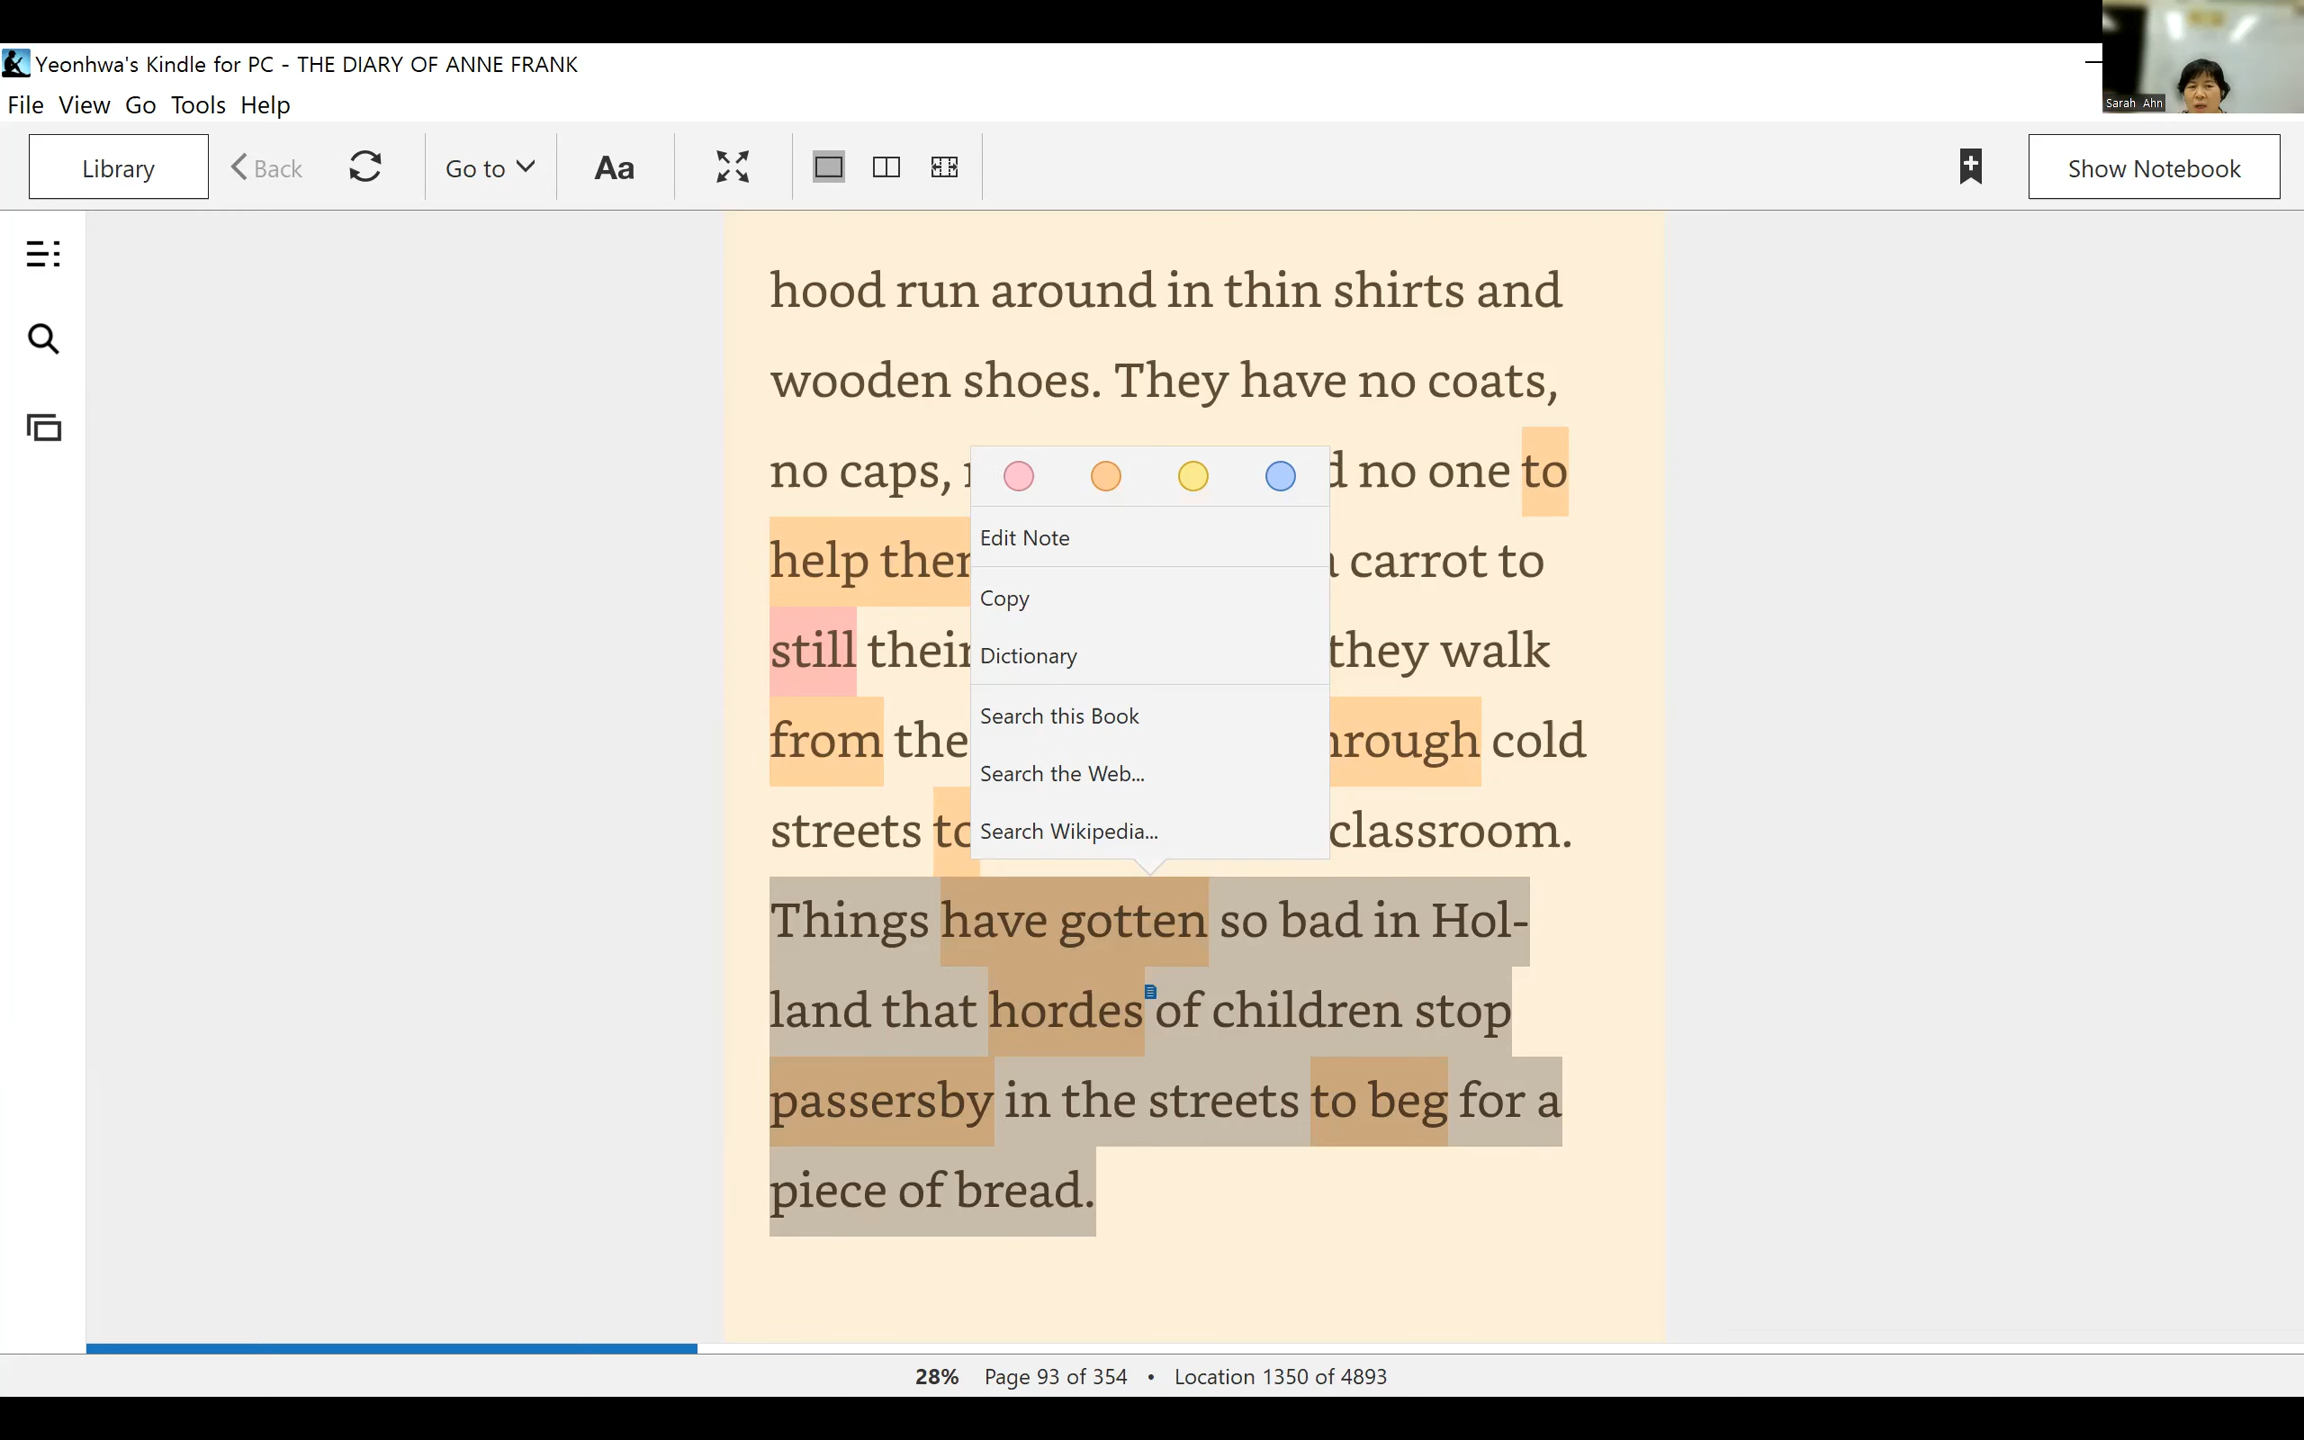 Yeonhwa's Kindle for PC - THE DIARY OF ANNE FRANK
Sarah Ahn
File View Go Tools Help
Library Back Go to Aa Show Notebook
hood run around in thin shirts and
wooden shoes. They have no coats,
no caps, no one to
help carrot to
still they walk
from the cold
streets classroom.
Things have gotten so bad in Hol-
land that hordes of children stop
passersby in the streets to beg for a
piece of bread.
Edit Note
Copy
Dictionary
Search this Book
Search the Web...
Search Wikipedia...
28% Page 93 of 354 • Location 1350 of 4893